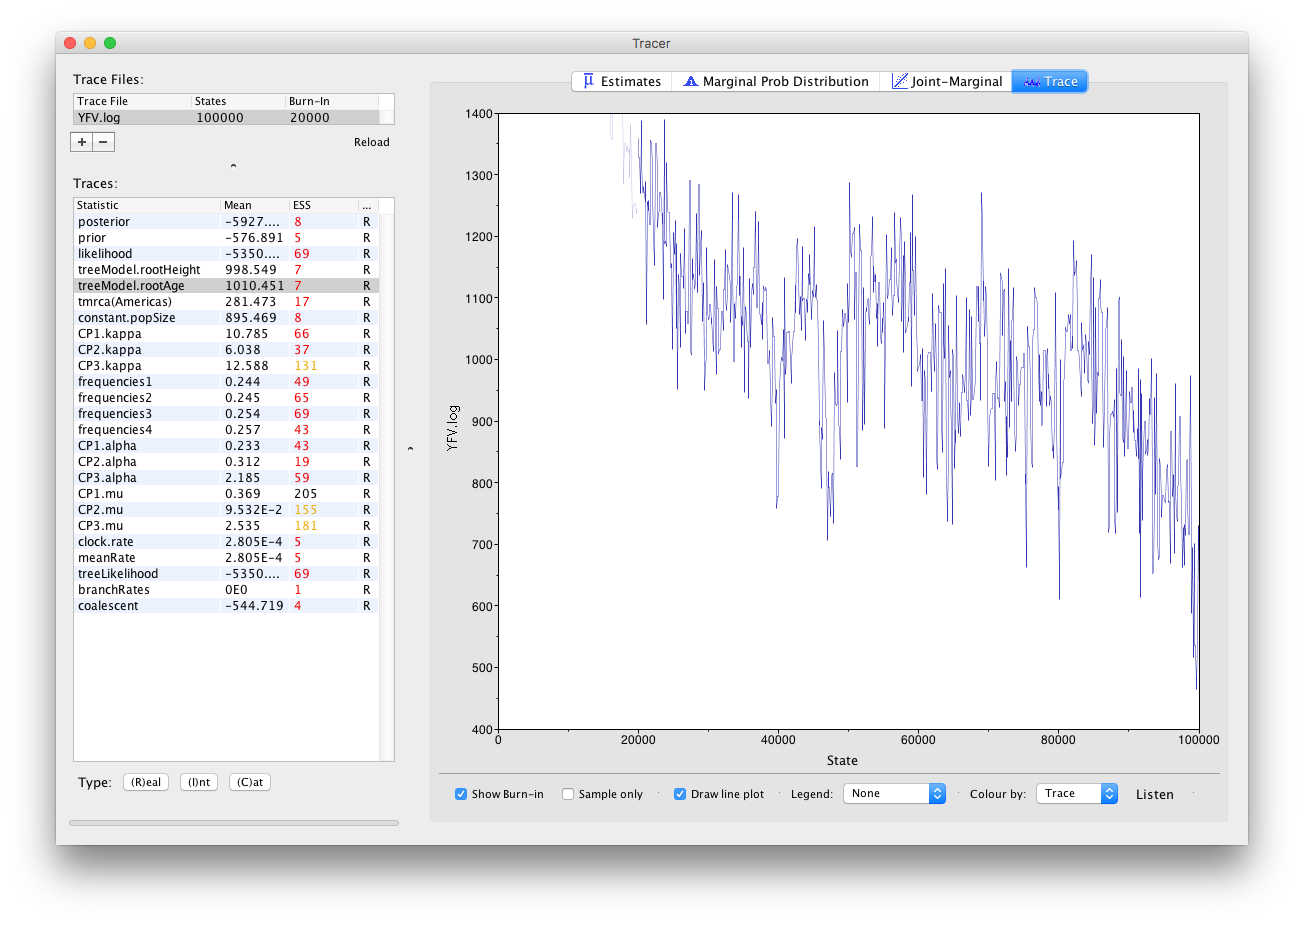 Tracer
Trace Files:
Trace File States Burn-In
YFV.log 100000 20000
+ − Reload
Traces:
Statistic Mean ESS ...
posterior -5927.... 8 R
prior -576.891 5 R
likelihood -5350.... 69 R
treeModel.rootHeight 998.549 7 R
treeModel.rootAge 1010.451 7 R
tmrca(Americas) 281.473 17 R
constant.popSize 895.469 8 R
CP1.kappa 10.785 66 R
CP2.kappa 6.038 37 R
CP3.kappa 12.588 131 R
frequencies1 0.244 49 R
frequencies2 0.245 65 R
frequencies3 0.254 69 R
frequencies4 0.257 43 R
CP1.alpha 0.233 43 R
CP2.alpha 0.312 19 R
CP3.alpha 2.185 59 R
CP1.mu 0.369 205 R
CP2.mu 9.532E-2 155 R
CP3.mu 2.535 181 R
clock.rate 2.805E-4 5 R
meanRate 2.805E-4 5 R
treeLikelihood -5350.... 69 R
branchRates 0E0 1 R
coalescent -544.719 4 R
Type: (R)eal (I)nt (C)at
Estimates Marginal Prob Distribution Joint-Marginal Trace
1400
1300
1200
1100
1000
900
800
700
600
500
400
YFV.log
0 20000 40000 60000 80000 100000
State
Show Burn-in Sample only Draw line plot Legend: None Colour by: Trace Listen